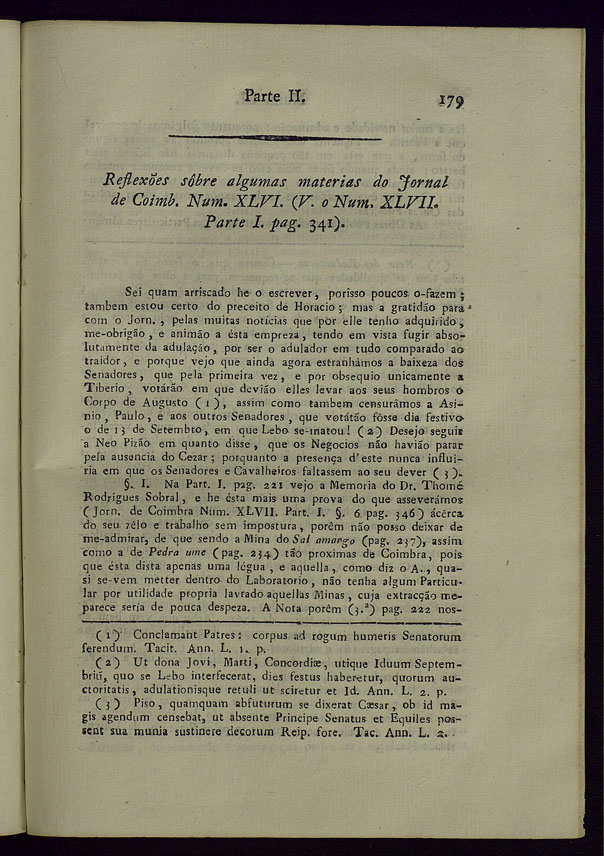 Parte II.
179
Reflexões sôbre algumas materias do Jornal
de Coimb. Num. XLVI. (V. o Num. XLVII.
Parte I. pag. 341).
Sei quam arriscado he o escrever, porisso poucos o-fazem;
tambem estou certo do preceito de Horacio; mas a gratidão para
com o Jorn., pelas muitas notícias que por elle tenho adquirido,
me-obrigão, e animão a ésta empreza, tendo em vista fugir abso-
lutamente da adulação, por ser o adulador em tudo comparado ao
traidor, e porque vejo que ainda agora estranhâmos a baixeza dos
Senadores, que pela primeira vez, e por obsequio unicamente a
Tiberio, votárão em que devião elles levar aos seus hombros o
Corpo de Augusto (1), assim como tambem censurâmos a Asi-
nio, Paulo, e aos outros Senadores, que votátão fôsse dia festivo
o de 13 de Setembro, em que Lebo se-matou! (2) Desejo seguir
a Neo Pizão em quanto disse, que os Negocios não havião parar
pela ausencia do Cezar; porquanto a presença d'este nunca influi-
ria em que os Senadores e Cavalheiros faltassem ao seu dever (3).
§. I. Na Part. I. pag. 221 vejo a Memoria do Dr. Thomé
Rodrigues Sobral, e he ésta mais uma prova do que asseverámos
(Jorn. de Coimbra Num. XLVII. Part. I. §. 6 pag. 346) ácêrca
do seu zêlo e trabalho sem impostura, porêm não posso deixar de
me-admirar, de que sendo a Mina do Sal amargo (pag. 237), assim
como a de Pedra ume (pag. 234) tão proximas de Coimbra, pois
que ésta dista apenas uma légua, e aquella, como diz o A., qua-
si se-vem metter dentro do Laboratorio, não tenha algum Particu-
lar por utilidade propria lavrado aquellas Minas, cuja extracção me-
parece sería de pouca despeza. A Nota porêm (3.ª) pag. 222 nos-
(1) Conclamant Patres: corpus ad rogum humeris Senatorum
ferendum. Tacit. Ann. L. 1. p.
(2) Ut dona Jovi, Marti, Concordiæ, utique Iduum Septem-
briū, quo se Lebo interfecerat, dies festus haberetur, quorum au-
ctoritatis, adulationisque retuli ut sciretur et Id. Ann. L. 2. p.
(3) Piso, quamquam abfuturum se dixerat Cæsar, ob id ma-
gis agendum censebat, ut absente Principe Senatus et Equiles pos-
sent sua munia sustinere decorum Reip. fore. Tac. Ann. L. 2.